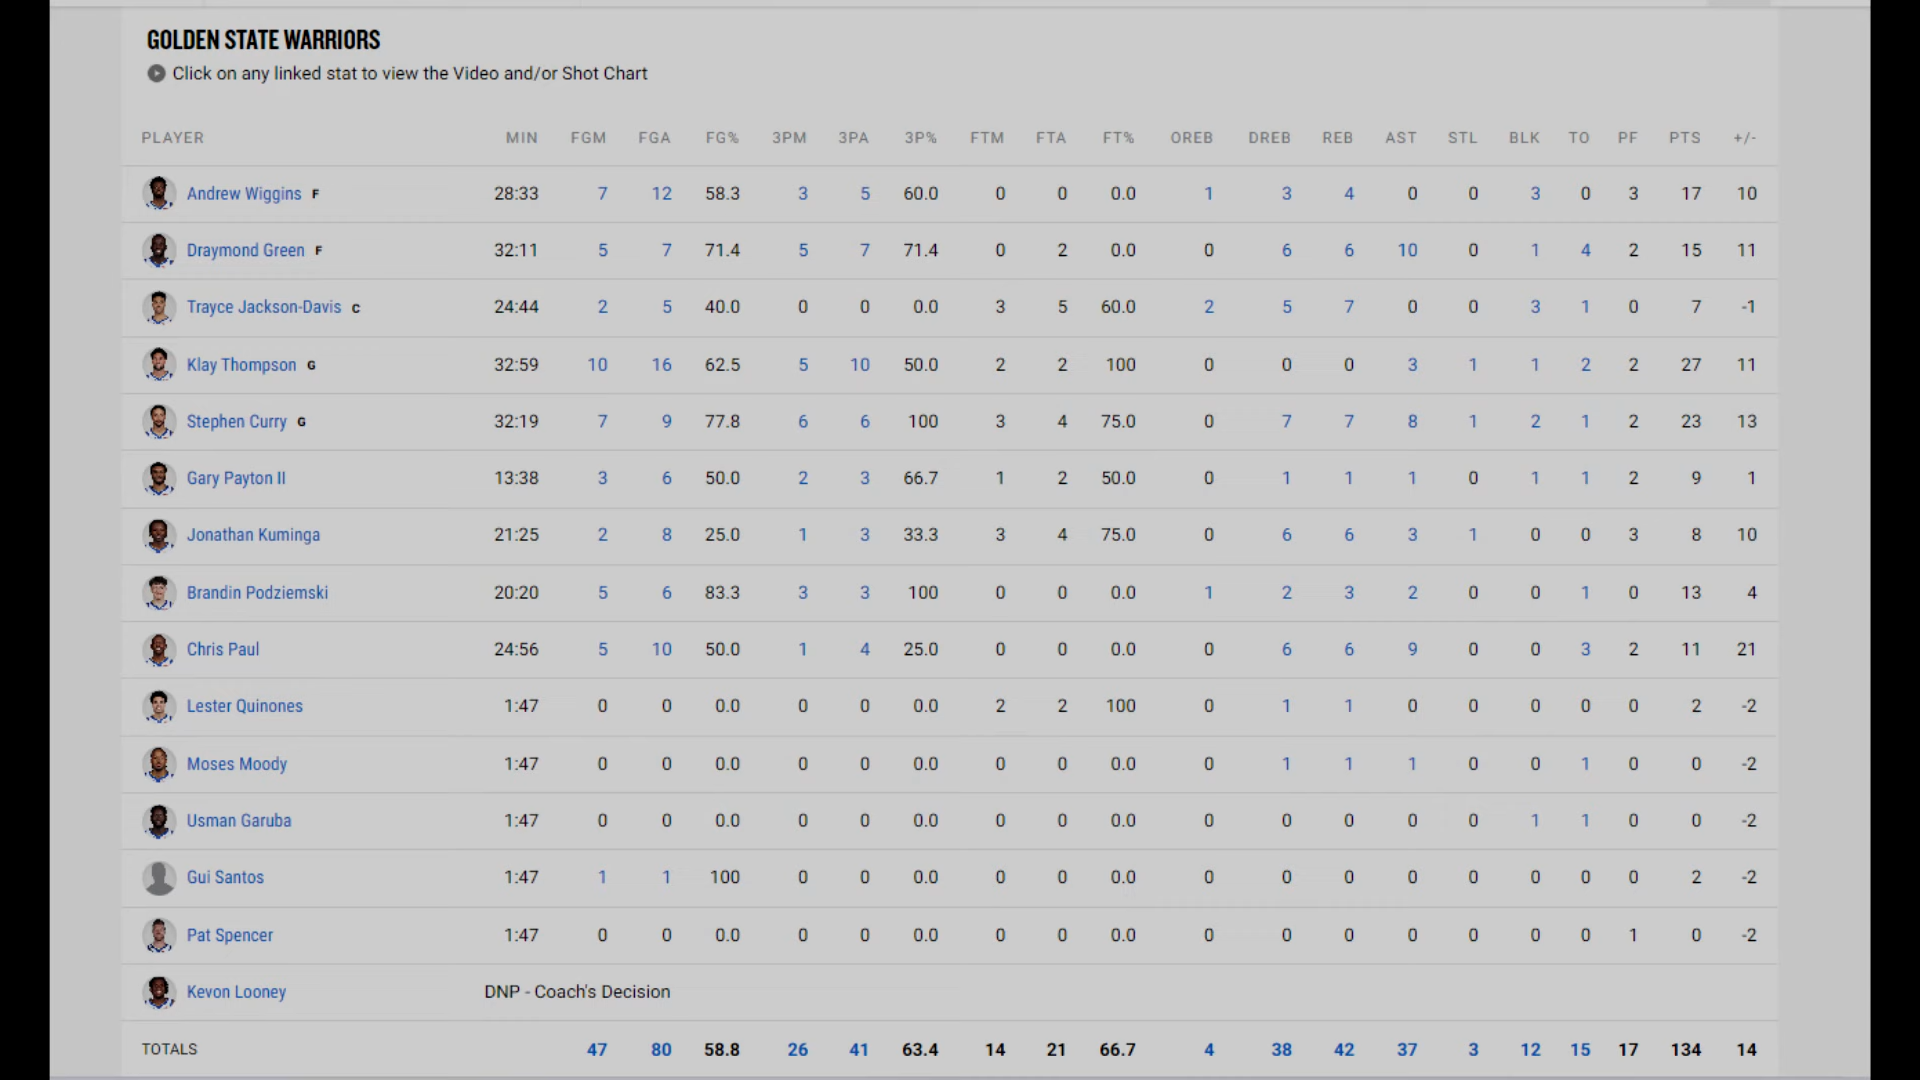 GOLDEN STATE WARRIORS
Click on any linked stat to view the Video and/or Shot Chart
PLAYER MIN FGM FGA FG% 3PM 3PA 3P% FTM FTA FT% OREB DREB REB AST STL BLK TO PF PTS +/-
Andrew Wiggins F 28:33 7 12 58.3 3 5 60.0 0 0 0.0 1 3 4 0 0 3 0 3 17 10
Draymond Green F 32:11 5 7 71.4 5 7 71.4 0 2 0.0 0 6 6 10 0 1 4 2 15 11
Trayce Jackson-Davis C 24:44 2 5 40.0 0 0 0.0 3 5 60.0 2 5 7 0 0 3 1 0 7 -1
Klay Thompson G 32:59 10 16 62.5 5 10 50.0 2 2 100 0 0 0 3 1 1 2 2 27 11
Stephen Curry G 32:19 7 9 77.8 6 6 100 3 4 75.0 0 7 7 8 1 2 1 2 23 13
Gary Payton II 13:38 3 6 50.0 2 3 66.7 1 2 50.0 0 1 1 1 0 1 1 2 9 1
Jonathan Kuminga 21:25 2 8 25.0 1 3 33.3 3 4 75.0 0 6 6 3 1 0 0 3 8 10
Brandin Podziemski 20:20 5 6 83.3 3 3 100 0 0 0.0 1 2 3 2 0 0 1 0 13 4
Chris Paul 24:56 5 10 50.0 1 4 25.0 0 0 0.0 0 6 6 9 0 0 3 2 11 21
Lester Quinones 1:47 0 0 0.0 0 0 0.0 2 2 100 0 1 1 0 0 0 0 0 2 -2
Moses Moody 1:47 0 0 0.0 0 0 0.0 0 0 0.0 0 1 1 1 0 0 1 0 0 -2
Usman Garuba 1:47 0 0 0.0 0 0 0.0 0 0 0.0 0 0 0 0 0 1 1 0 0 -2
Gui Santos 1:47 1 1 100 0 0 0.0 0 0 0.0 0 0 0 0 0 0 0 0 2 -2
Pat Spencer 1:47 0 0 0.0 0 0 0.0 0 0 0.0 0 0 0 0 0 0 0 1 0 -2
Kevon Looney DNP - Coach's Decision
TOTALS 47 80 58.8 26 41 63.4 14 21 66.7 4 38 42 37 3 12 15 17 134 14